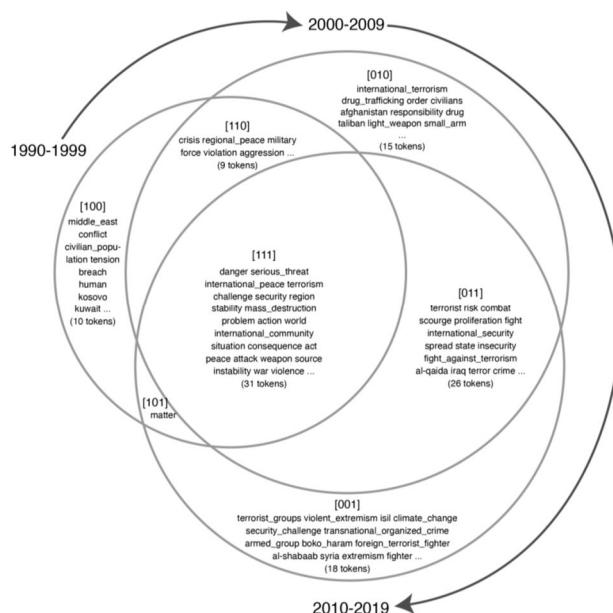 2000-2009
[010]
international_terrorism
drug_trafficking order civilians
afghanistan responsibility drug
taliban light_weapon small_arm
...
(15 tokens)
[110]
crisis regional_peace military
force violation aggression ...
(9 tokens)
1990-1999
[100]
middle_east
conflict
civilian_popu-
lation tension
breach
human
kosovo
kuwait ...
(10 tokens)
[111]
danger serious_threat
international_peace terrorism
challenge security region
stability mass_destruction
problem action world
international_community
situation consequence act
peace attack weapon source
instability war violence ...
(31 tokens)
[011]
terrorist risk combat
scourge proliferation fight
international_security
spread state insecurity
fight_against_terrorism
al-qaida iraq terror crime ...
(26 tokens)
[101]
matter
[001]
terrorist_groups violent_extremism isil climate_change
security_challenge transnational_organized_crime
armed_group boko_haram foreign_terrorist_fighter
al-shabaab syria extremism fighter ...
(18 tokens)
2010-2019